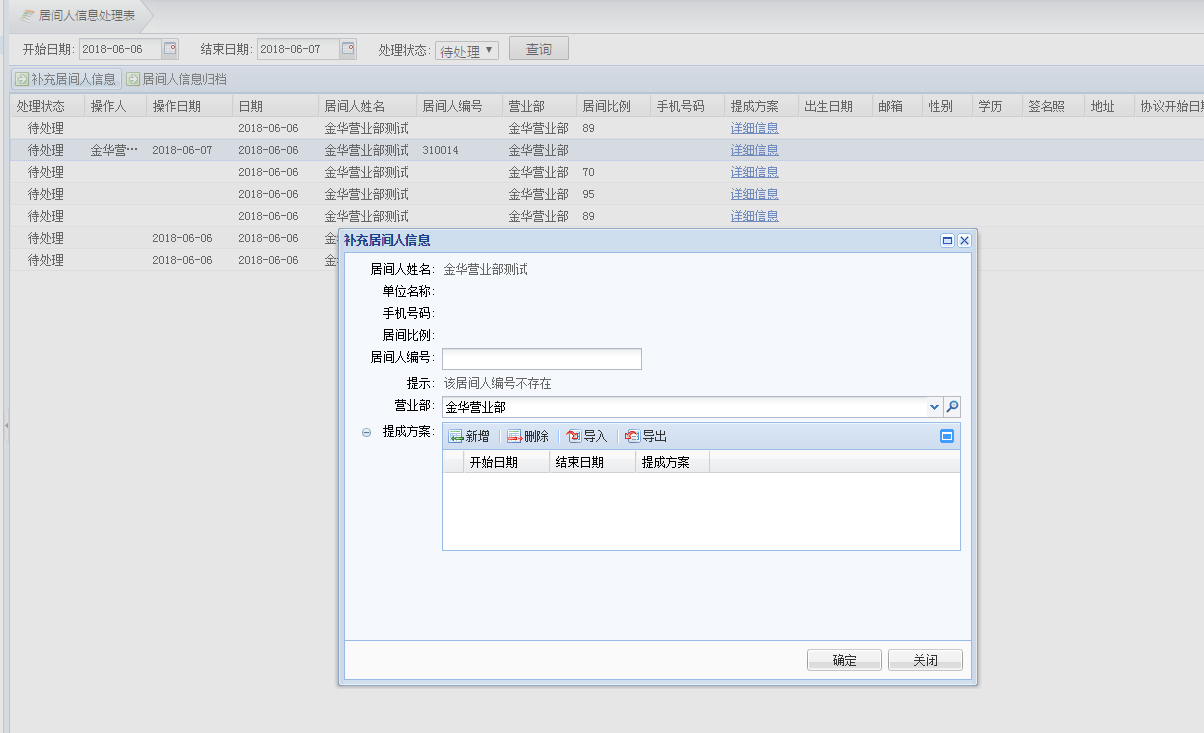 居间人信息处理表
开始日期: 2018-06-06 结束日期: 2018-06-07 处理状态: 待处理 查询
补充居间人信息 居间人信息归档
处理状态 操作人 操作日期 日期 居间人姓名 居间人编号 营业部 居间比例 手机号码 提成方案 出生日期 邮箱 性别 学历 签名照 地址 协议开始日
待处理 2018-06-06 金华营业部测试 金华营业部 89 详细信息
待处理 金华营… 2018-06-07 2018-06-06 金华营业部测试 310014 金华营业部 详细信息
待处理 2018-06-06 金华营业部测试 金华营业部 70 详细信息
待处理 2018-06-06 金华营业部测试 金华营业部 95 详细信息
待处理 2018-06-06 金华营业部测试 金华营业部 89 详细信息
待处理 2018-06-06 2018-06-06 金
待处理 2018-06-06 2018-06-06 金
补充居间人信息
居间人姓名: 金华营业部测试
单位名称:
手机号码:
居间比例:
居间人编号:
提示: 该居间人编号不存在
营业部: 金华营业部
提成方案: 新增 删除 导入 导出
开始日期 结束日期 提成方案
确定 关闭